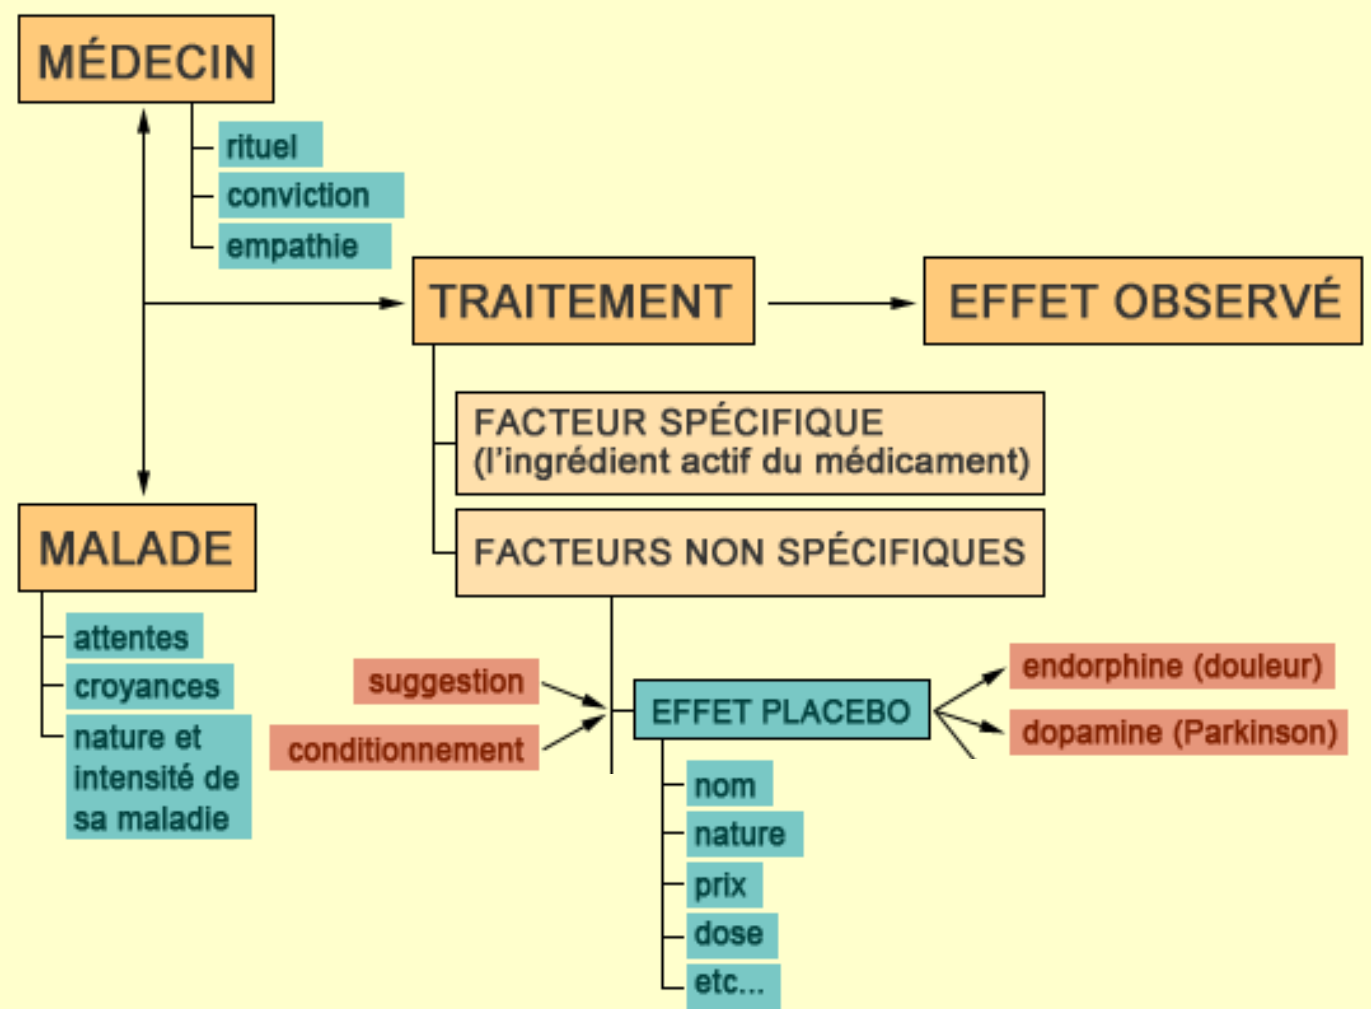 MÉDECIN
rituel
conviction
empathie
TRAITEMENT
EFFET OBSERVÉ
FACTEUR SPÉCIFIQUE
(l'ingrédient actif du médicament)
FACTEURS NON SPÉCIFIQUES
MALADE
attentes
croyances
nature et
intensité de
sa maladie
suggestion
conditionnement
EFFET PLACEBO
endorphine (douleur)
dopamine (Parkinson)
nom
nature
prix
dose
etc...